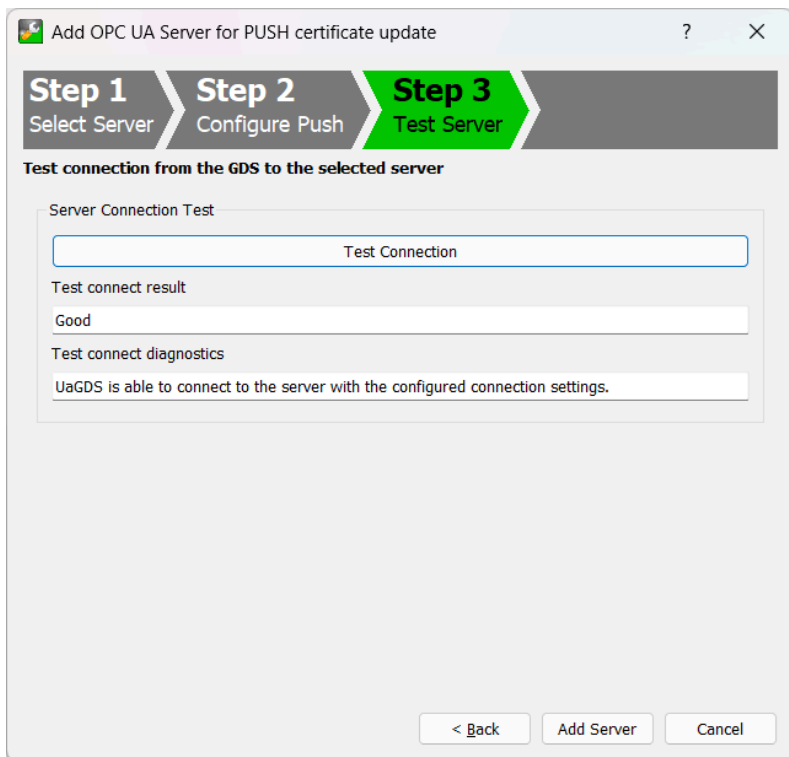 Add OPC UA Server for PUSH certificate update
?
Step 1
Select Server
Step 2
Configure Push
Step 3
Test Server
Test connection from the GDS to the selected server
Server Connection Test
Test Connection
Test connect result
Good
Test connect diagnostics
UaGDS is able to connect to the server with the configured connection settings.
< Back
Add Server
Cancel